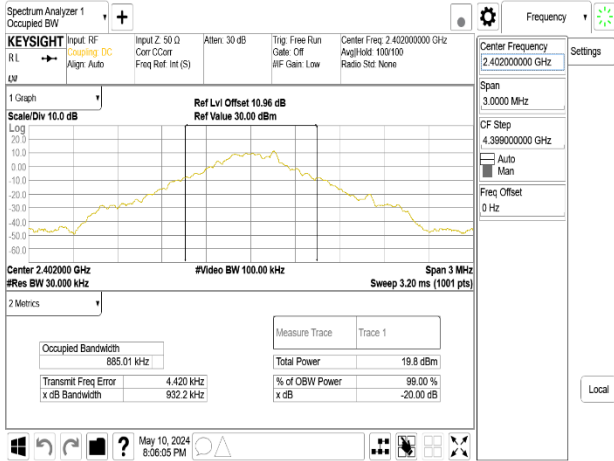 Spectrum Analyzer 1
Occupied BW
Frequency
KEYSIGHT
R L
Input: RF
Coupling: DC
Align: Auto
Input Z: 50 Ω
Corr CCorr
Freq Ref: Int (S)
Atten: 30 dB
Trig: Free Run
Gate: Off
#IF Gain: Low
Center Freq: 2.402000000 GHz
Avg|Hold: 100/100
Radio Std: None
Center Frequency
2.402000000 GHz
Settings
Span
3.0000 MHz
CF Step
4.399000000 GHz
Auto
Man
Freq Offset
0 Hz
Local
1 Graph
Scale/Div 10.0 dB
Ref Lvl Offset 10.96 dB
Ref Value 30.00 dBm
Log
20.0
10.0
0.00
-10.0
-20.0
-30.0
-40.0
-50.0
-60.0
Center 2.402000 GHz
#Video BW 100.00 kHz
Span 3 MHz
#Res BW 30.000 kHz
Sweep 3.20 ms (1001 pts)
2 Metrics
Measure Trace
Trace 1
Occupied Bandwidth
885.01 kHz
Total Power
19.8 dBm
Transmit Freq Error
4.420 kHz
% of OBW Power
99.00 %
x dB Bandwidth
932.2 kHz
x dB
-20.00 dB
?
May 10, 2024
8:06:05 PM